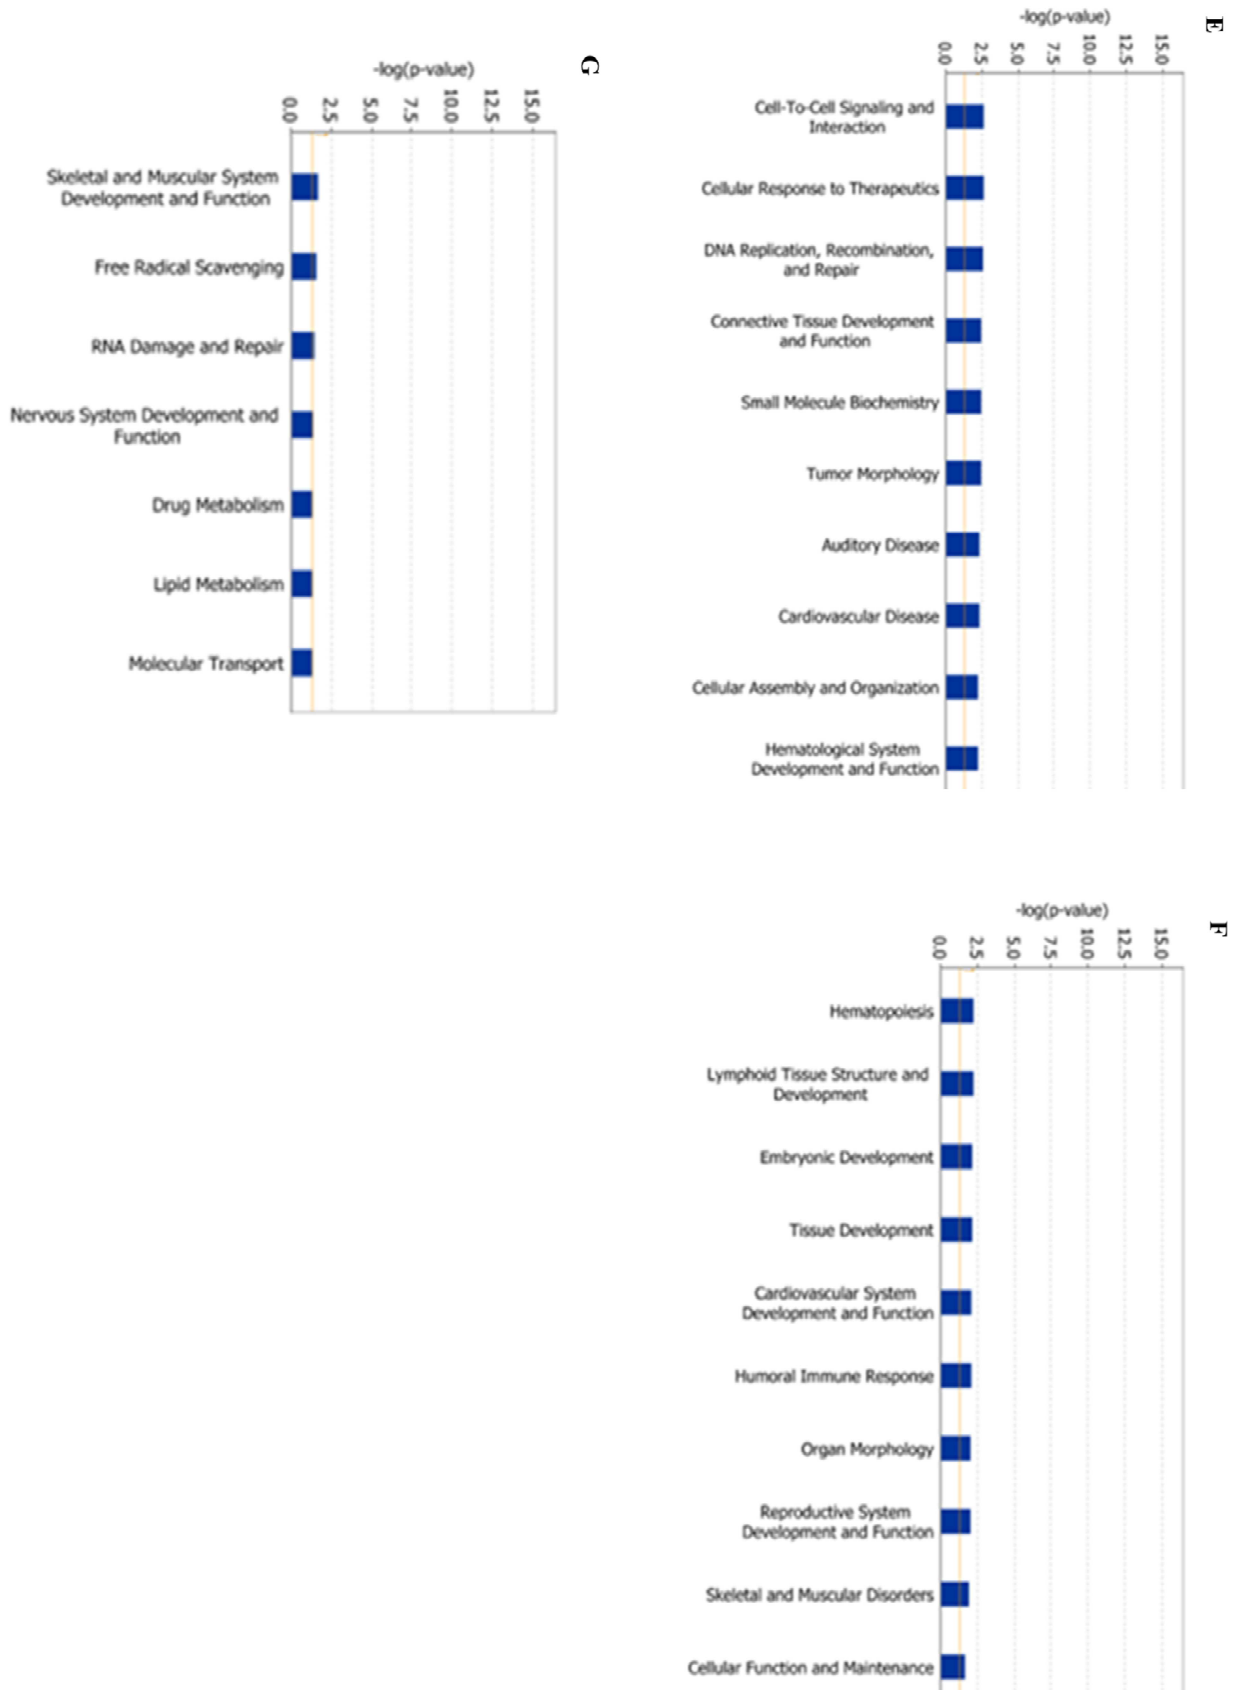 E
-log(p-value)
0.0
2.5
5.0
7.5
10.0
12.5
15.0
Cell-To-Cell Signaling and
Interaction
Cellular Response to Therapeutics
DNA Replication, Recombination,
and Repair
Connective Tissue Development
and Function
Small Molecule Biochemistry
Tumor Morphology
Auditory Disease
Cardiovascular Disease
Cellular Assembly and Organization
Hematological System
Development and Function
F
-log(p-value)
0.0
2.5
5.0
7.5
10.0
12.5
15.0
Hematopoiesis
Lymphoid Tissue Structure and
Development
Embryonic Development
Tissue Development
Cardiovascular System
Development and Function
Humoral Immune Response
Organ Morphology
Reproductive System
Development and Function
Skeletal and Muscular Disorders
Cellular Function and Maintenance
G
-log(p-value)
0.0
2.5
5.0
7.5
10.0
12.5
15.0
Skeletal and Muscular System
Development and Function
Free Radical Scavenging
RNA Damage and Repair
Nervous System Development and
Function
Drug Metabolism
Lipid Metabolism
Molecular Transport